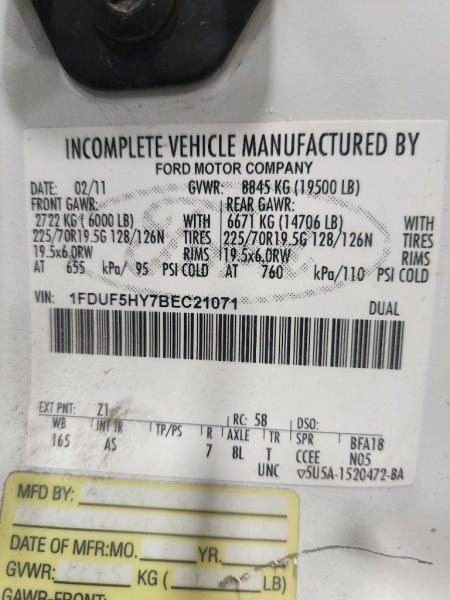 INCOMPLETE VEHICLE MANUFACTURED BY
FORD MOTOR COMPANY
DATE: 02/11 GVWR: 8845 KG (19500 LB)
FRONT GAWR: REAR GAWR:
2722 KG (6000 LB) WITH 6671 KG (14706 LB) WITH
225/70R19.5G 128/126N TIRES 225/70R19.5G 128/126N TIRES
19.5x6.0RW RIMS 19.5x6.0RW RIMS
AT 655 kPa/ 95 PSI COLD AT 760 kPa/110 PSI COLD
VIN: 1FDUF5HY7BEC21071 DUAL
EXT PNT: Z1 RC: 58 DSO:
WB INT TR TP/PS R AXLE TR SPR BFA18
165 AS 7 8L T CCEE N05
UNC ▽5U5A-1520472-BA
MFD BY:
DATE OF MFR: MO. YR.
GVWR: 8845 KG ( LB)
GAWR-FRONT: